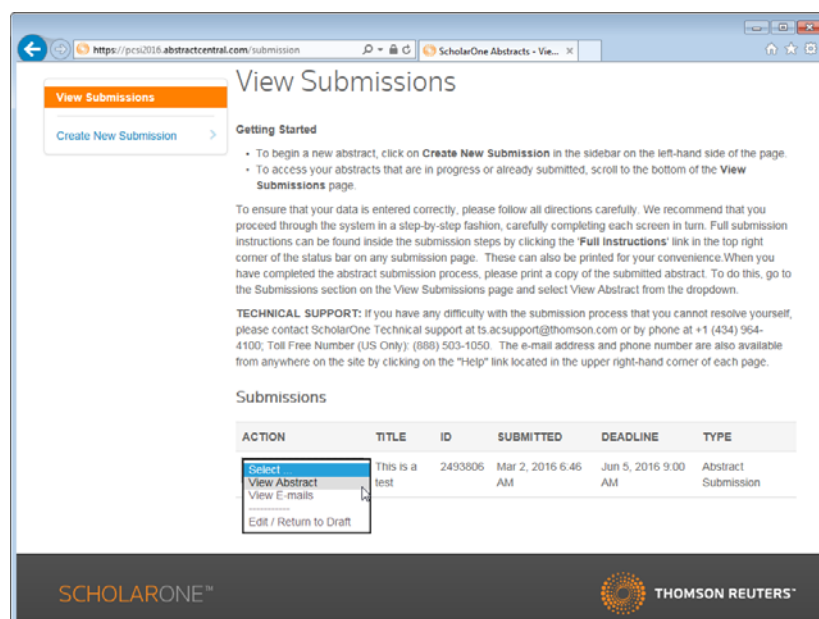 https://pcsi2016.abstractcentral.com/submission
ScholarOne Abstracts - Vie...
View Submissions
Create New Submission
View Submissions
Getting Started
• To begin a new abstract, click on Create New Submission in the sidebar on the left-hand side of the page.
• To access your abstracts that are in progress or already submitted, scroll to the bottom of the View
Submissions page.
To ensure that your data is entered correctly, please follow all directions carefully. We recommend that you
proceed through the system in a step-by-step fashion, carefully completing each screen in turn. Full submission
instructions can be found inside the submission steps by clicking the 'Full Instructions' link in the top right
corner of the status bar on any submission page. These can also be printed for your convenience.When you
have completed the abstract submission process, please print a copy of the submitted abstract. To do this, go to
the Submissions section on the View Submissions page and select View Abstract from the dropdown.
TECHNICAL SUPPORT: If you have any difficulty with the submission process that you cannot resolve yourself,
please contact ScholarOne Technical support at ts.acsupport@thomson.com or by phone at +1 (434) 964-
4100; Toll Free Number (US Only): (888) 503-1050. The e-mail address and phone number are also available
from anywhere on the site by clicking on the "Help" link located in the upper right-hand corner of each page.
Submissions
ACTION TITLE ID SUBMITTED DEADLINE TYPE
Select ... This is a 2493806 Mar 2, 2016 6:46 Jun 5, 2016 9:00 Abstract
View Abstract test AM AM Submission
View E-mails
------------
Edit / Return to Draft
SCHOLARONE™
THOMSON REUTERS™